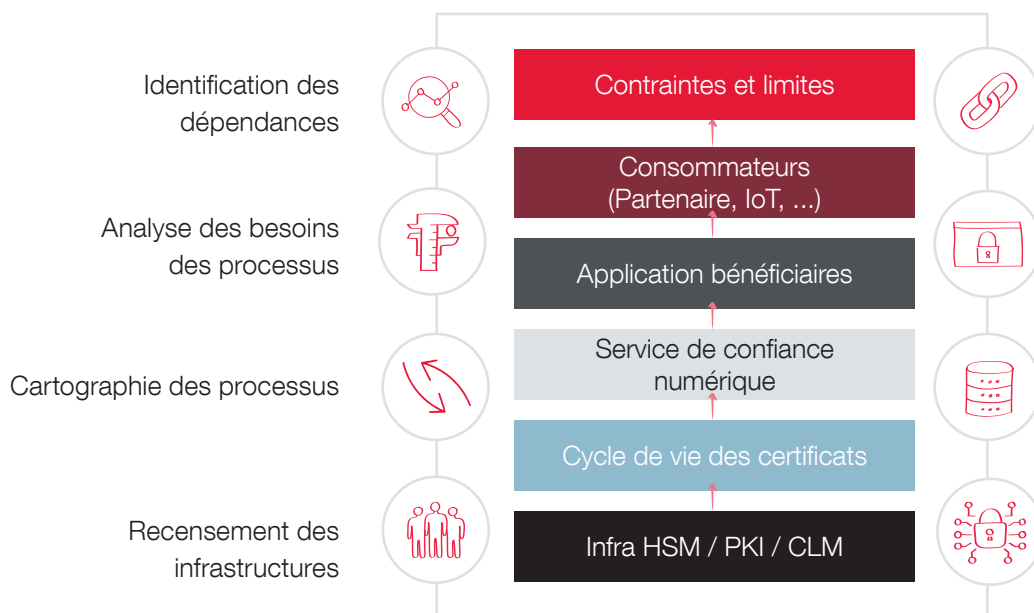 Identification des
dépendances
Contraintes et limites
Consommateurs
(Partenaire, IoT, ...)
Analyse des besoins
des processus
Application bénéficiaires
Service de confiance
numérique
Cartographie des processus
Cycle de vie des certificats
Recensement des
infrastructures
Infra HSM / PKI / CLM